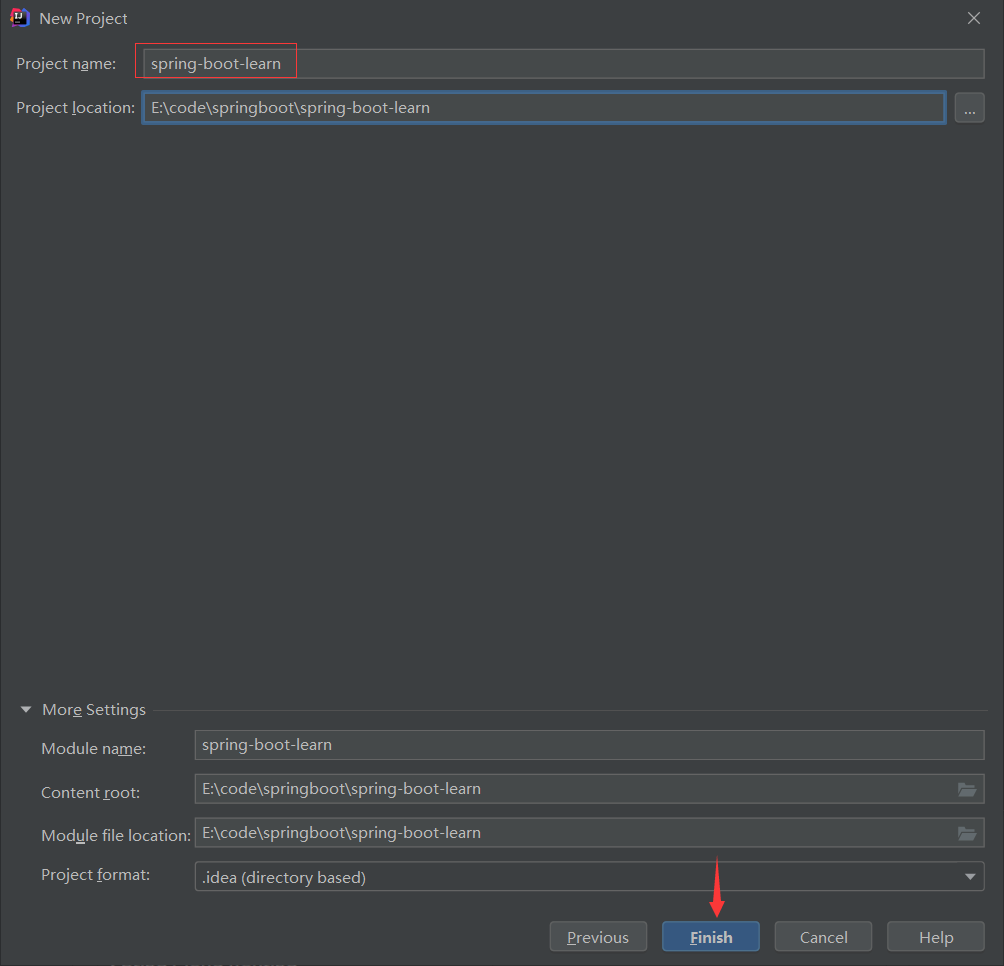 New Project
Project name: spring-boot-learn
Project location: E:\code\springboot\spring-boot-learn ...
More Settings
Module name: spring-boot-learn
Content root: E:\code\springboot\spring-boot-learn
Module file location: E:\code\springboot\spring-boot-learn
Project format: .idea (directory based)
Previous Finish Cancel Help